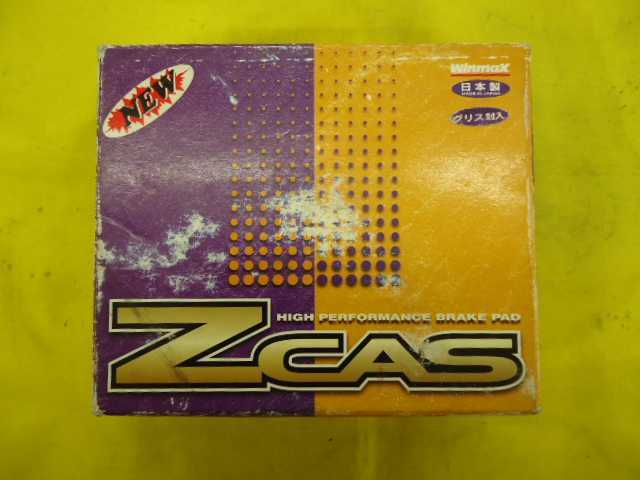 NEW
Winmax
日本製
MADE IN JAPAN
グリス封入
HIGH PERFORMANCE BRAKE PAD
ZCAS